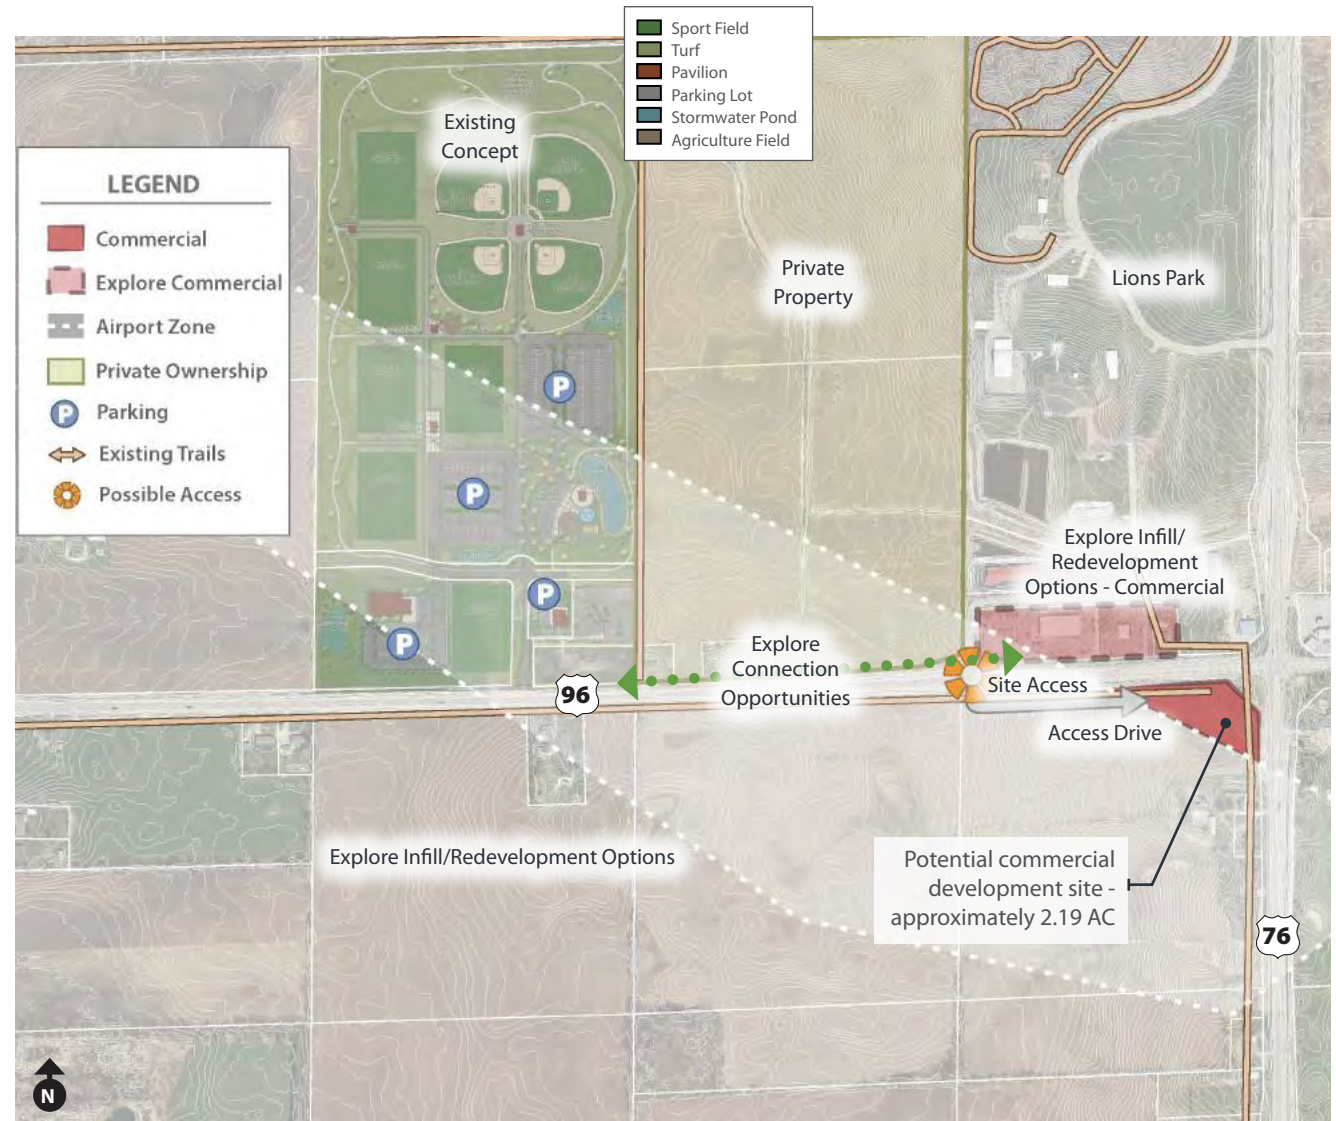 Sport Field
Turf
Pavilion
Parking Lot
Stormwater Pond
Agriculture Field
Existing
Concept
LEGEND
Commercial
Explore Commercial
Airport Zone
Private Ownership
P Parking
Existing Trails
Possible Access
Private
Property
Lions Park
P
P
P
P
Explore Infill/
Redevelopment
Options - Commercial
Explore
Connection
Opportunities
96
Site Access
Access Drive
Explore Infill/Redevelopment Options
Potential commercial
development site -
approximately 2.19 AC
76
N